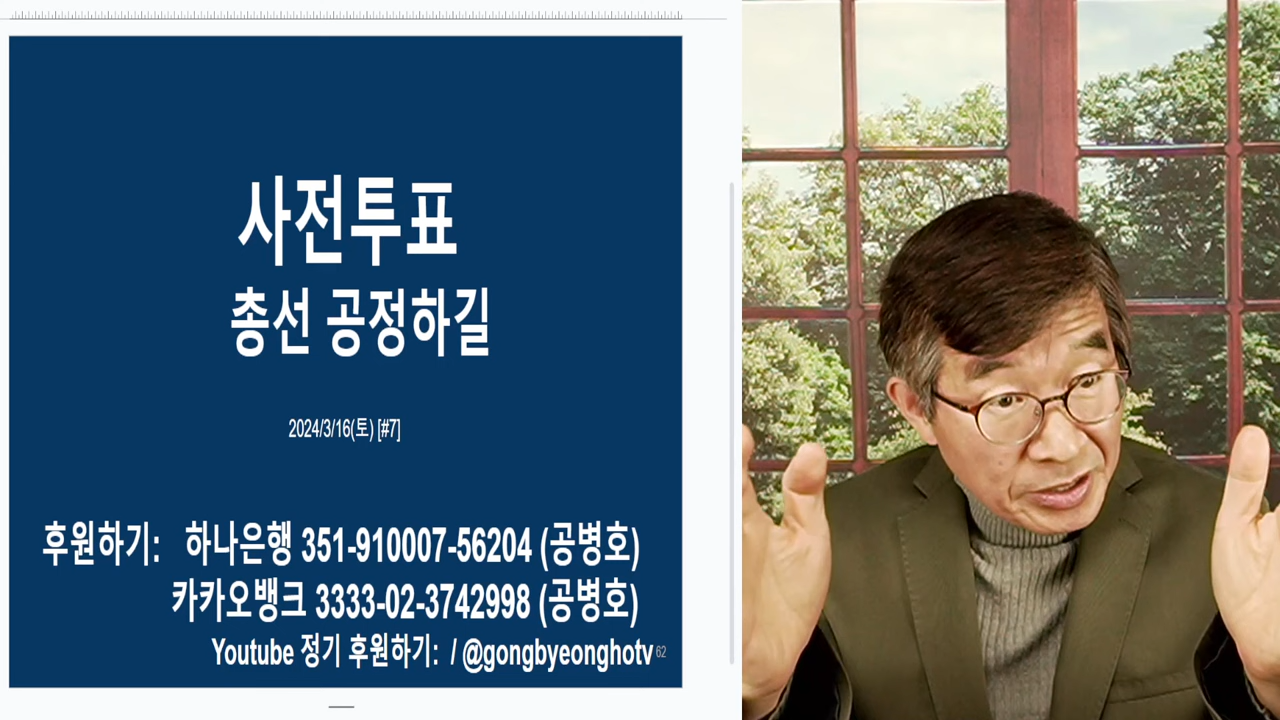 사전투표
총선 공정하길
2024/3/16(토) [#7]
후원하기: 하나은행 351-910007-56204 (공병호)
카카오뱅크 3333-02-3742998 (공병호)
Youtube 정기 후원하기: / @gongbyeonghotv
62